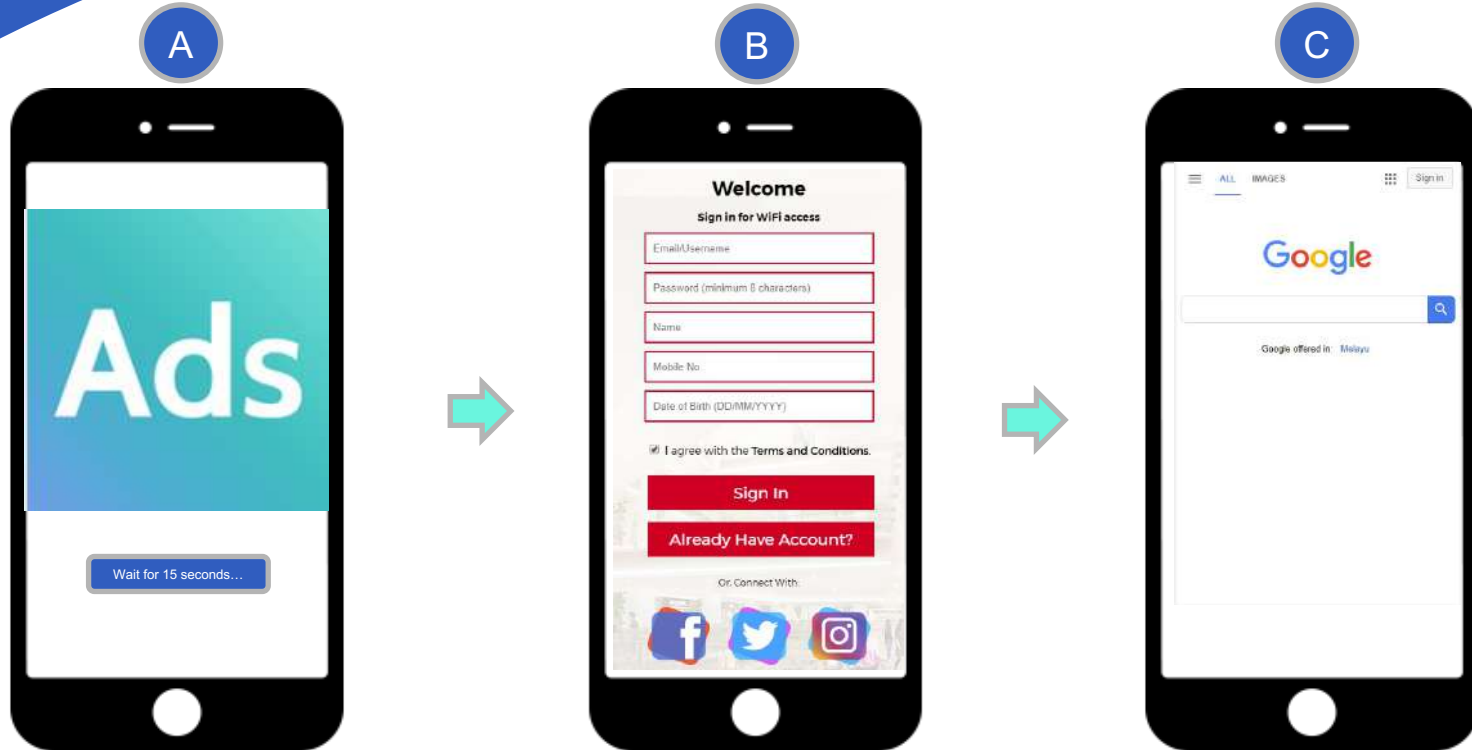 A
B
C
Ads
Wait for 15 seconds…
Welcome
Sign in for WiFi access
Email/Username
Password (minimum 8 characters)
Name
Mobile No
Date of Birth (DD/MM/YYYY)
I agree with the Terms and Conditions.
Sign In
Already Have Account?
Or, Connect With:
f
ALL IMAGES Sign in
Google
Google offered in: Melayu